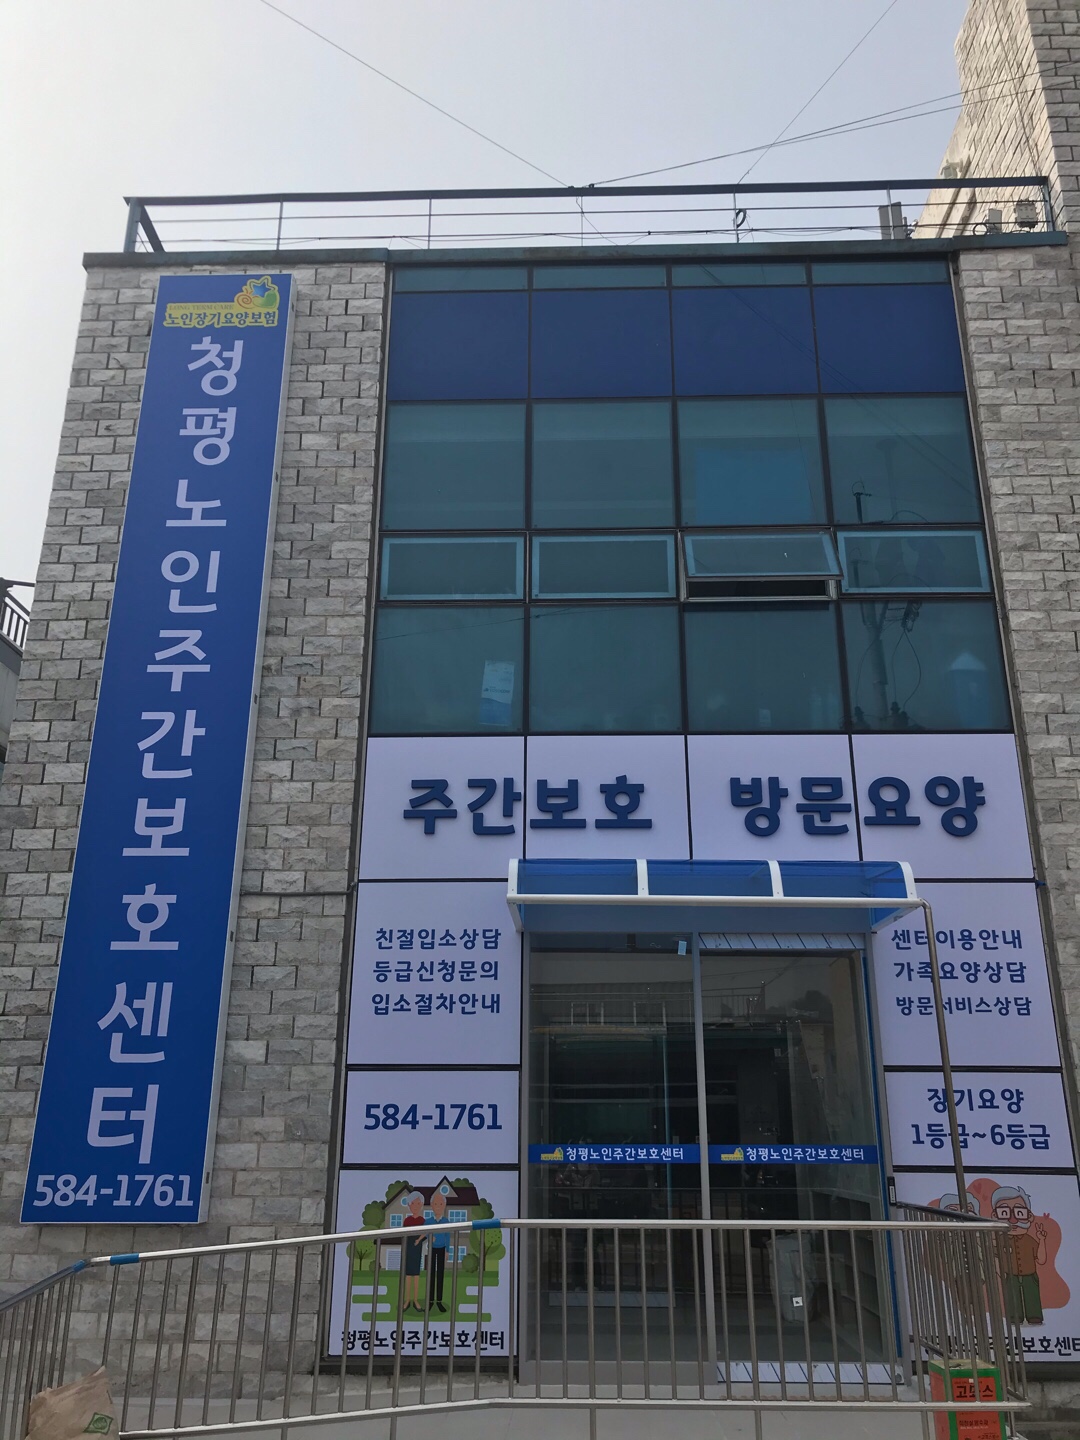 LONG TEAM CARE
노인장기요양보험
청평노인주간보호센터
584-1761
주간보호 방문요양
친절입소상담
등급신청문의
입소절차안내
센터이용안내
가족요양상담
방문서비스상담
584-1761
장기요양
1등급~6등급
청평노인주간보호센터
청평노인주간보호센터
청평노인주간보호센터
보호센터